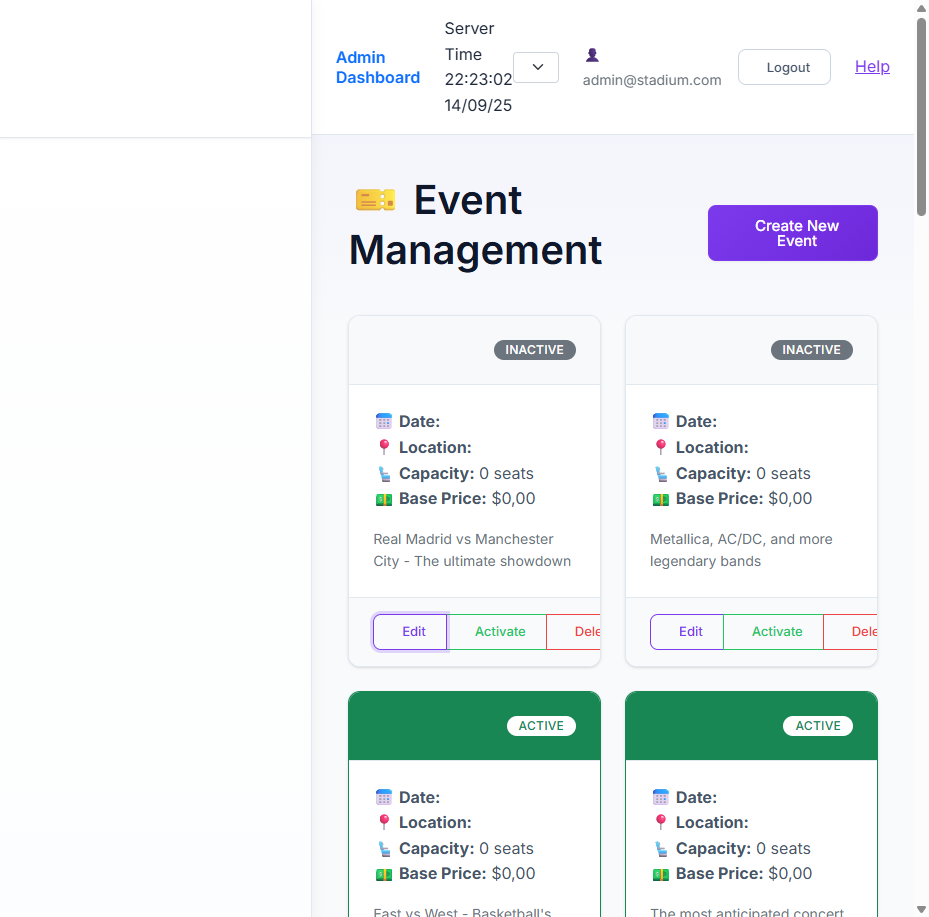 Admin
Dashboard
Server
Time
22:23:02
14/09/25
admin@stadium.com
Logout
Help
Event
Management
Create New
Event
INACTIVE
Date:
Location:
Capacity: 0 seats
Base Price: $0,00
Real Madrid vs Manchester
City - The ultimate showdown
Edit
Activate
Dele
INACTIVE
Date:
Location:
Capacity: 0 seats
Base Price: $0,00
Metallica, AC/DC, and more
legendary bands
Edit
Activate
Dele
ACTIVE
Date:
Location:
Capacity: 0 seats
Base Price: $0,00
East vs West - Basketball's
ACTIVE
Date:
Location:
Capacity: 0 seats
Base Price: $0,00
The most anticipated concert